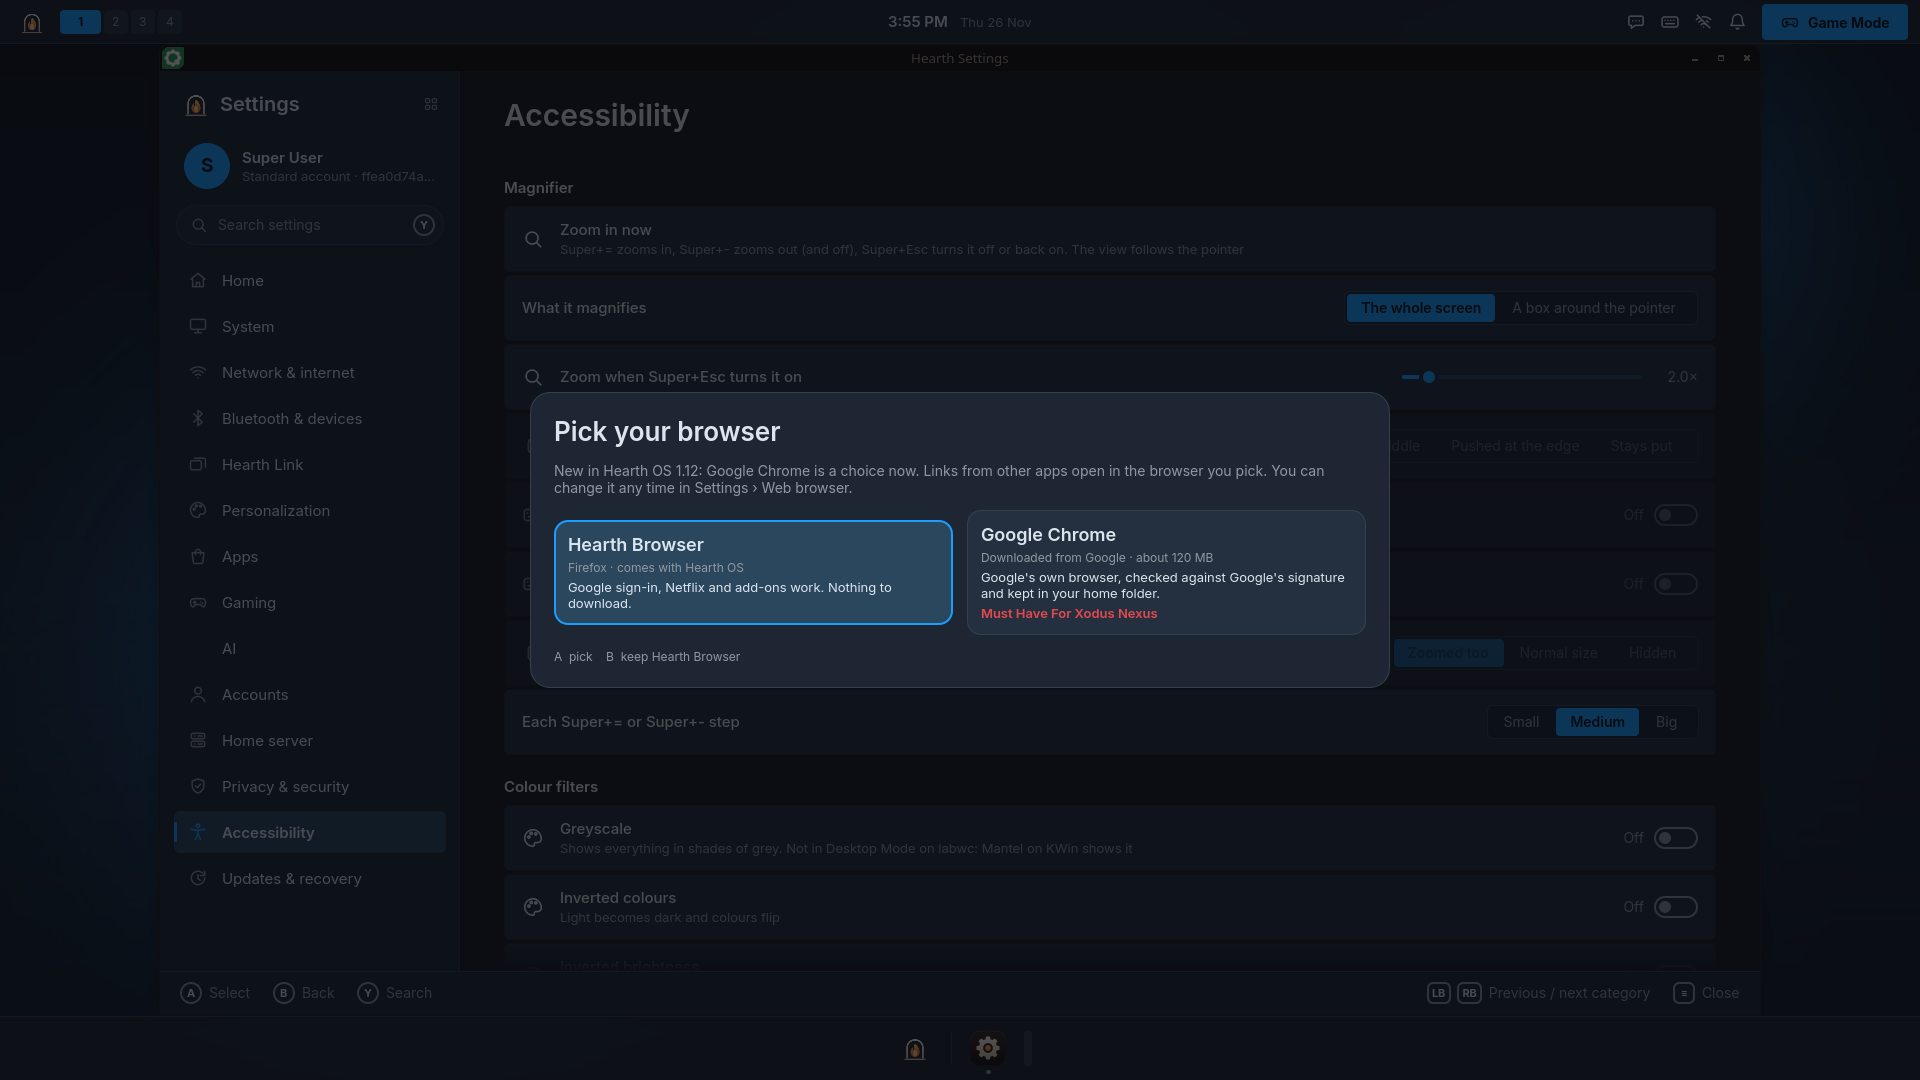 1 2 3 4
3:55 PM Thu 26 Nov
Game Mode
Hearth Settings
Settings
S
Super User
Standard account · ffea0d74a...
Search settings
Y
Home
System
Network & internet
Bluetooth & devices
Hearth Link
Personalization
Apps
Gaming
AI
Accounts
Home server
Privacy & security
Accessibility
Updates & recovery
Accessibility
Magnifier
Zoom in now
Super+= zooms in, Super+- zooms out (and off), Super+Esc turns it off or back on. The view follows the pointer
What it magnifies
The whole screen A box around the pointer
Zoom when Super+Esc turns it on
2.0×
Pushed at the edge Stays put
Off
Off
Zoomed too Normal size Hidden
Pick your browser
New in Hearth OS 1.12: Google Chrome is a choice now. Links from other apps open in the browser you pick. You can
change it any time in Settings › Web browser.
Hearth Browser
Firefox · comes with Hearth OS
Google sign-in, Netflix and add-ons work. Nothing to
download.
Google Chrome
Downloaded from Google · about 120 MB
Google's own browser, checked against Google's signature
and kept in your home folder.
Must Have For Xodus Nexus
A pick B keep Hearth Browser
Each Super+= or Super+- step
Small Medium Big
Colour filters
Greyscale
Shows everything in shades of grey. Not in Desktop Mode on labwc: Mantel on KWin shows it
Off
Inverted colours
Light becomes dark and colours flip
Off
Inverted brightness
A Select B Back Y Search
LB RB Previous / next category ≡ Close